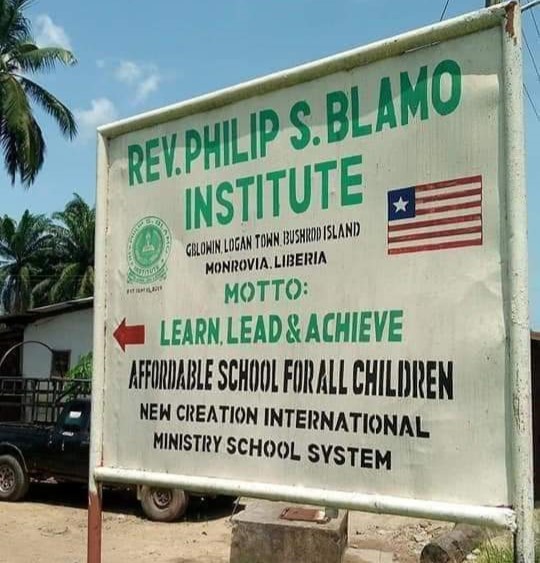 REV. PHILIP S. BLAMO
INSTITUTE
GBLOWIN, LOGAN TOWN, BUSHROD ISLAND
MONROVIA, LIBERIA
MOTTO:
LEARN, LEAD & ACHIEVE
AFFORDABLE SCHOOL FOR ALL CHILDREN
NEW CREATION INTERNATIONAL
MINISTRY SCHOOL SYSTEM